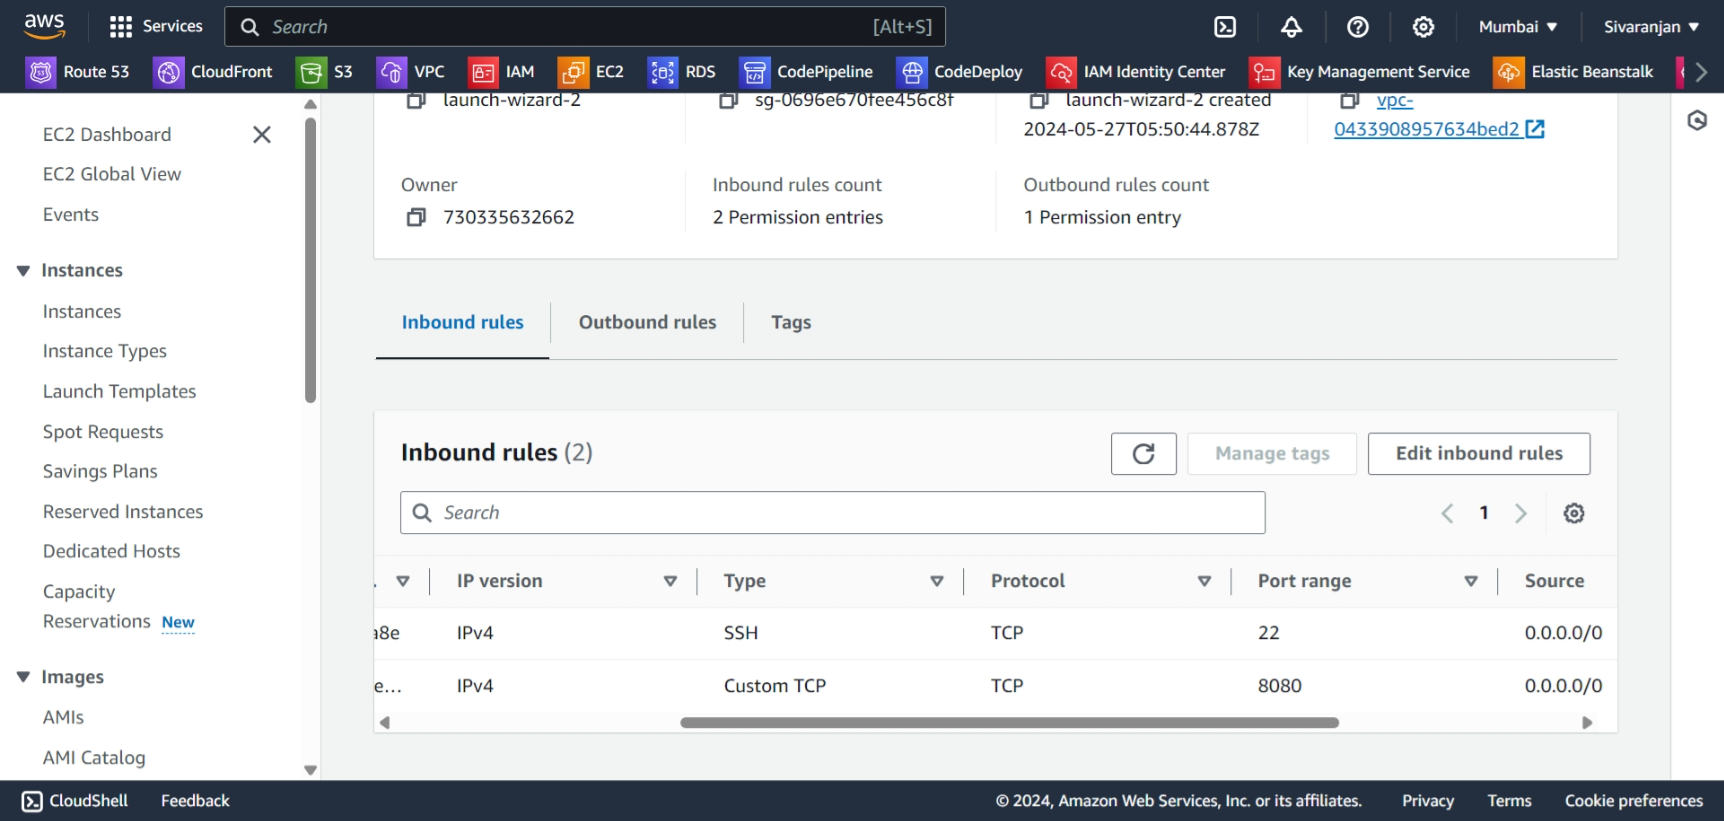 aws
Services
Search
[Alt+S]
Mumbai
Sivaranjan
Route 53
CloudFront
S3
VPC
IAM
EC2
RDS
CodePipeline
CodeDeploy
IAM Identity Center
Key Management Service
Elastic Beanstalk
EC2 Dashboard
EC2 Global View
Events
Instances
Instances
Instance Types
Launch Templates
Spot Requests
Savings Plans
Reserved Instances
Dedicated Hosts
Capacity
Reservations New
Images
AMIs
AMI Catalog
launch-wizard-2
sg-0696e670fee456c8f
launch-wizard-2 created
2024-05-27T05:50:44.878Z
vpc-
0433908957634bed2
Owner
730335632662
Inbound rules count
2 Permission entries
Outbound rules count
1 Permission entry
Inbound rules
Outbound rules
Tags
Inbound rules (2)
Manage tags
Edit inbound rules
Search
1
IP version
Type
Protocol
Port range
Source
a8e
IPv4
SSH
TCP
22
0.0.0.0/0
e...
IPv4
Custom TCP
TCP
8080
0.0.0.0/0
CloudShell
Feedback
© 2024, Amazon Web Services, Inc. or its affiliates.
Privacy
Terms
Cookie preferences